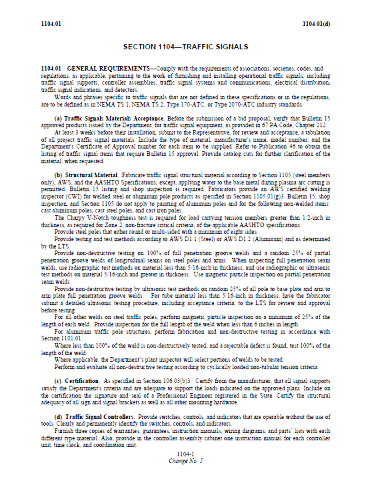 1104.01 1104.01(d)
SECTION 1104—TRAFFIC SIGNALS
1104.01 GENERAL REQUIREMENTS—Comply with the requirements of associations, societies, codes, and
regulations, as applicable, pertaining to the work of furnishing and installing operational traffic signals, including
traffic signal supports, controller assemblies, traffic signal systems and communications, electrical distribution,
traffic signal indications, and detectors.
Words and phrases specific to traffic signals that are not defined in these specifications or in the regulations,
are to be defined as in NEMA TS 1, NEMA TS 2, Type 170-ATC, or Type 2070-ATC industry standards.
(a) Traffic Signals Materials Acceptance. Before the submission of a bid proposal, verify that Bulletin 15
approved products issued by the Department, for traffic signal equipment, as provided in 67 PA Code, Chapter 212.
At least 3 weeks before their installation, submit to the Representative, for review and acceptance, a tabulation
of all project traffic signal materials. Include the type of material, manufacturer's name, model number, and the
Department's Certificate of Approval number for each item to be supplied. Refer to Publication 46 to obtain the
listing of traffic signal items that require Bulletin 15 approval. Provide catalog cuts for further clarification of the
material, when requested.
(b) Structural Material. Fabricate traffic signal structural material according to Section 1105 (steel members
only), AWS, and the AASHTO Specifications, except, applying water to the base metal during plasma arc cutting is
permitted. Bulletin 15 listing and shop inspection is required. Fabricators provide an AWS certified welding
inspector (CWI) for welded steel or aluminum pole products as specified in Section 1105.01(g)3. Bulletin 15, shop
inspection, and Section 1105 do not apply to painting of aluminum poles and for the following non-welded items:
cast aluminum poles, cast steel poles, and cast iron poles.
The Charpy V-Notch toughness test is required for load carrying tension members greater than 1/2-inch in
thickness, as required for Zone 2, non-fracture critical criteria, of the applicable AASHTO specifications.
Provide steel poles that either round or multi-sided with a minimum of eight sides.
Provide testing and test methods according to AWS D1.1 (Steel) or AWS D1.2 (Aluminum) and as determined
by the LTS.
Provide non-destructive testing on 100% of full penetration groove welds and a random 25% of partial
penetration groove welds of longitudinal seams on steel poles and arms. When inspecting full penetration seam
welds, use radiographic test methods on material less than 5/16-inch in thickness, and use radiographic or ultrasonic
test methods on material 5/16-inch and greater in thickness. Use magnetic particle inspection on partial penetration
seam welds.
Provide non-destructive testing by ultrasonic test methods on random 25% of all pole to base plate and arm to
arm plate full penetration groove welds. For tube material less than 5/16-inch in thickness, have the fabricator
submit a detailed ultrasonic testing procedure, including acceptance criteria, to the LTS for review and approval
before testing.
For all other welds on steel traffic poles, perform magnetic particle inspection on a minimum of 25% of the
length of each weld. Provide inspection for the full length of the weld when less than 6 inches in length.
For aluminum traffic pole structures, perform fabrication and non-destructive testing in accordance with
Section 1101.01.
Where less than 100% of the weld is non-destructively tested, and a rejectable defect is found, test 100% of the
length of the weld.
Where applicable, the Department's plant inspector will select portions of welds to be tested.
Perform and evaluate all non-destructive testing according to cyclically loaded non-tubular tension criteria.
(c) Certification. As specified in Section 106.03(b)3. Certify from the manufacturer, that all signal supports
satisfy the Department's criteria and are adequate to support the loads indicated on the approved plans. Include on
the certification the signature and seal of a Professional Engineer registered in the State. Certify the structural
adequacy of all sign and signal brackets as well as other mounting hardware.
(d) Traffic Signal Controllers. Provide switches, controls, and indicators that are operable without the use of
tools. Clearly and permanently identify the switches, controls, and indicators.
Furnish three copies of warranties, guarantees, instruction manuals, wiring diagrams, and parts' lists with each
different type material. Also, provide in the controller assembly cabinet one instruction manual for each controller
unit, time clock, and coordination unit.
1104-1
Change No. 5